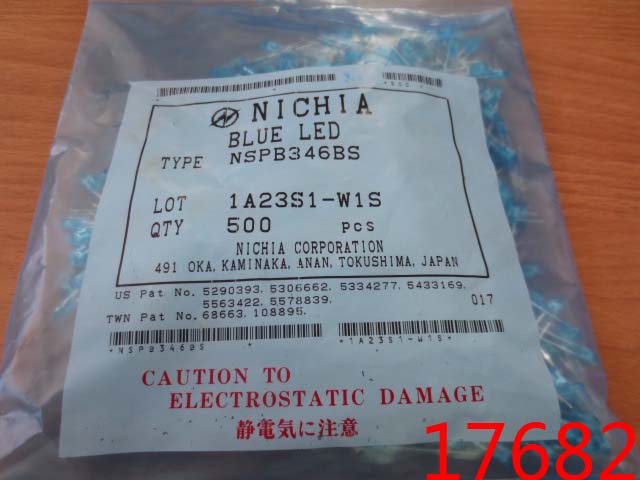 *500
NICHIA
BLUE LED
TYPE NSPB346BS
LOT 1A23S1-W1S
QTY 500 pcs
NICHIA CORPORATION
491 OKA, KAMINAKA, ANAN, TOKUSHIMA, JAPAN
US Pat No. 5290393, 5306662, 5334277, 5433169,
5563422, 5578839,
TWN Pat No. 68663, 108895,
017
*NSPB346BS *1A23S1-W1S*
CAUTION TO
ELECTROSTATIC DAMAGE
静電気に注意
17682